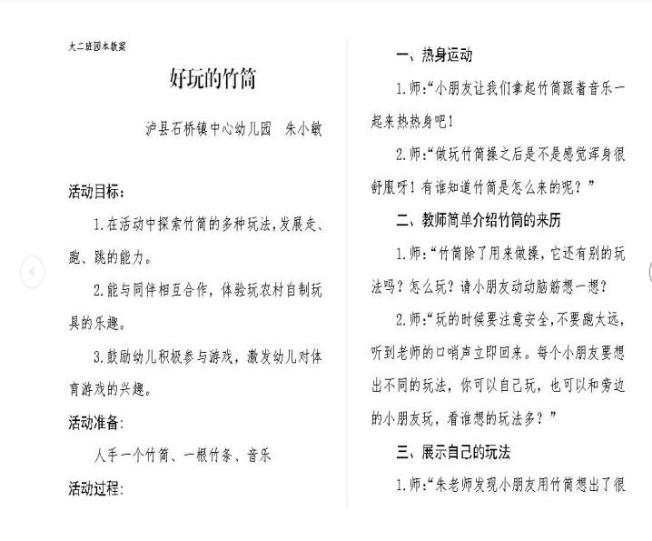 大二班园本教案
好玩的竹筒
泸县石桥镇中心幼儿园 朱小敏
活动目标：
1.在活动中探索竹筒的多种玩法,发展走、
跑、跳的能力。
2.能与同伴相互合作，体验玩农村自制玩
具的乐趣。
3.鼓励幼儿积极参与游戏，激发幼儿对体
育游戏的兴趣。
活动准备：
人手一个竹筒、一根竹条、音乐
活动过程：
一、热身运动
1.师:“小朋友让我们拿起竹筒跟着音乐一
起来热热身吧！
2.师:“做玩竹筒操之后是不是感觉浑身很
舒服呀！有谁知道竹筒是怎么来的呢？”
二、教师简单介绍竹筒的来历
1.师:“竹筒除了用来做操，它还有别的玩
法吗？怎么玩？请小朋友动动脑筋想一想？
2.师:“玩的时候要注意安全,不要跑太远,
听到老师的口哨声立即回来。每个小朋友要想
出不同的玩法，你可以自己玩，也可以和旁边
的小朋友玩，看谁想的玩法多？”
三、展示自己的玩法
1.师:“朱老师发现小朋友用竹筒想出了很